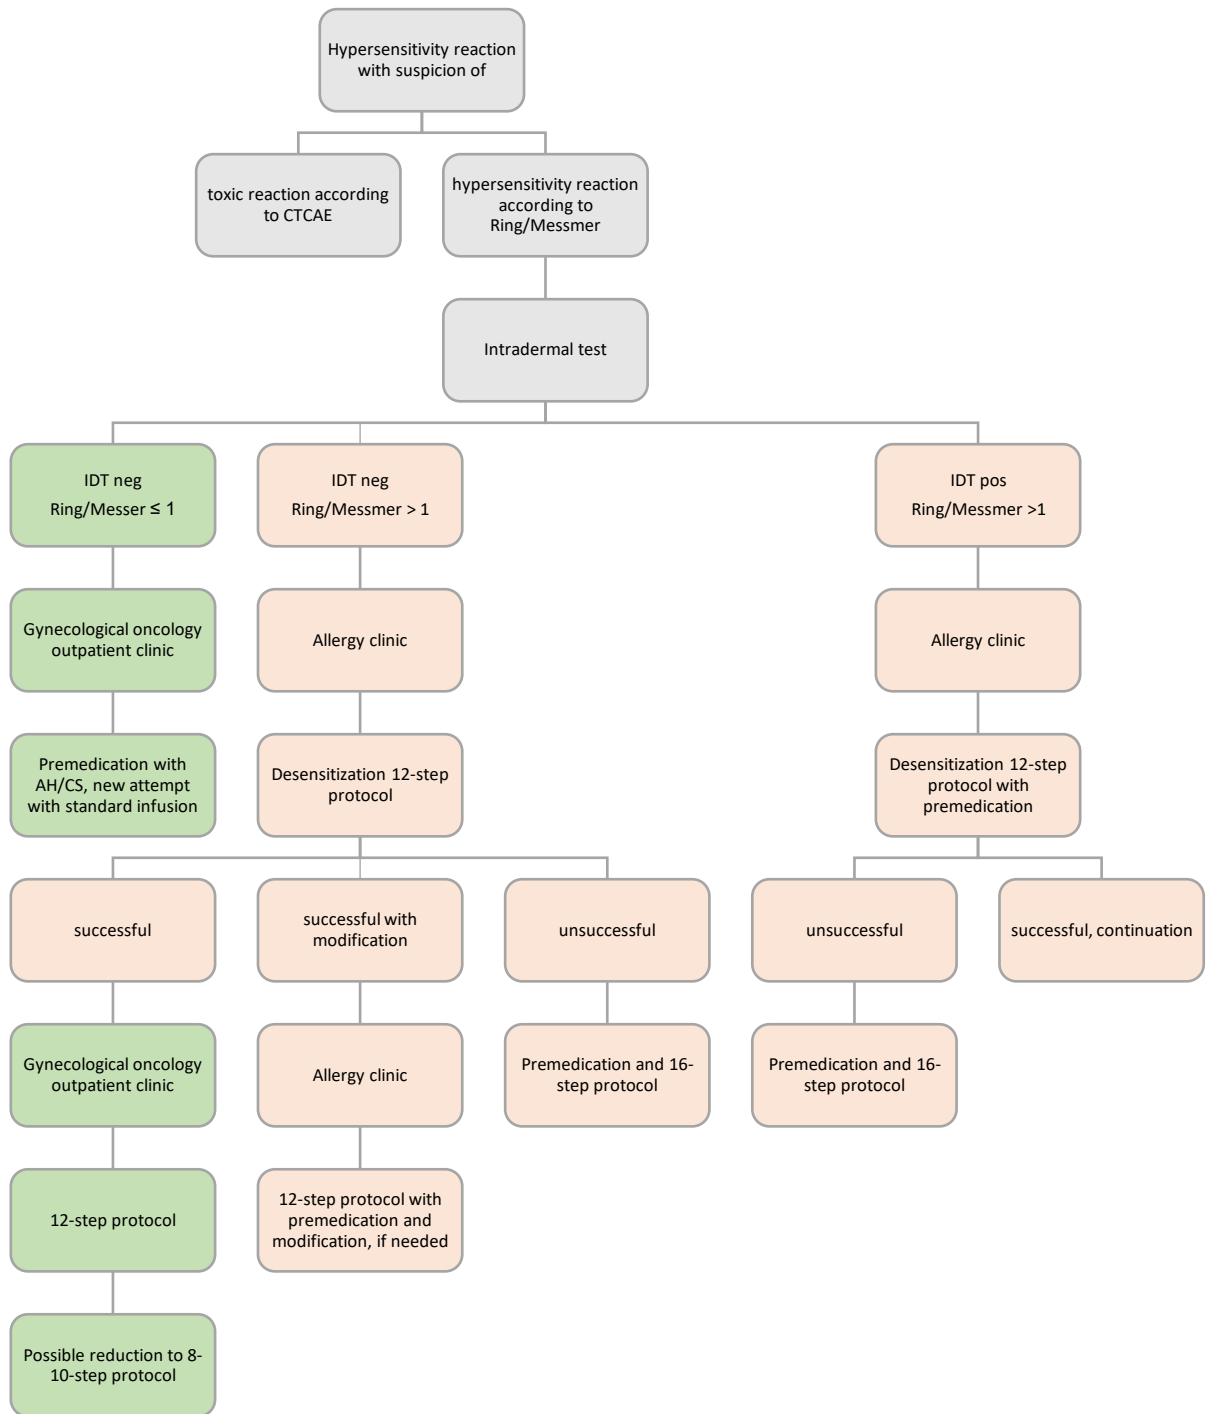 Hypersensitivity reaction
with suspicion of
toxic reaction according
to CTCAE
hypersensitivity reaction
according to
Ring/Messmer
Intradermal test
IDT neg
Ring/Messer ≤ 1
IDT neg
Ring/Messmer > 1
IDT pos
Ring/Messmer >1
Gynecological oncology
outpatient clinic
Allergy clinic
Allergy clinic
Premedication with
AH/CS, new attempt
with standard infusion
Desensitization 12-step
protocol
Desensitization 12-step
protocol with
premedication
successful
successful with
modification
unsuccessful
unsuccessful
successful, continuation
Gynecological oncology
outpatient clinic
Allergy clinic
Premedication and 16-
step protocol
Premedication and 16-
step protocol
12-step protocol
12-step protocol with
premedication and
modification, if needed
Possible reduction to 8-
10-step protocol